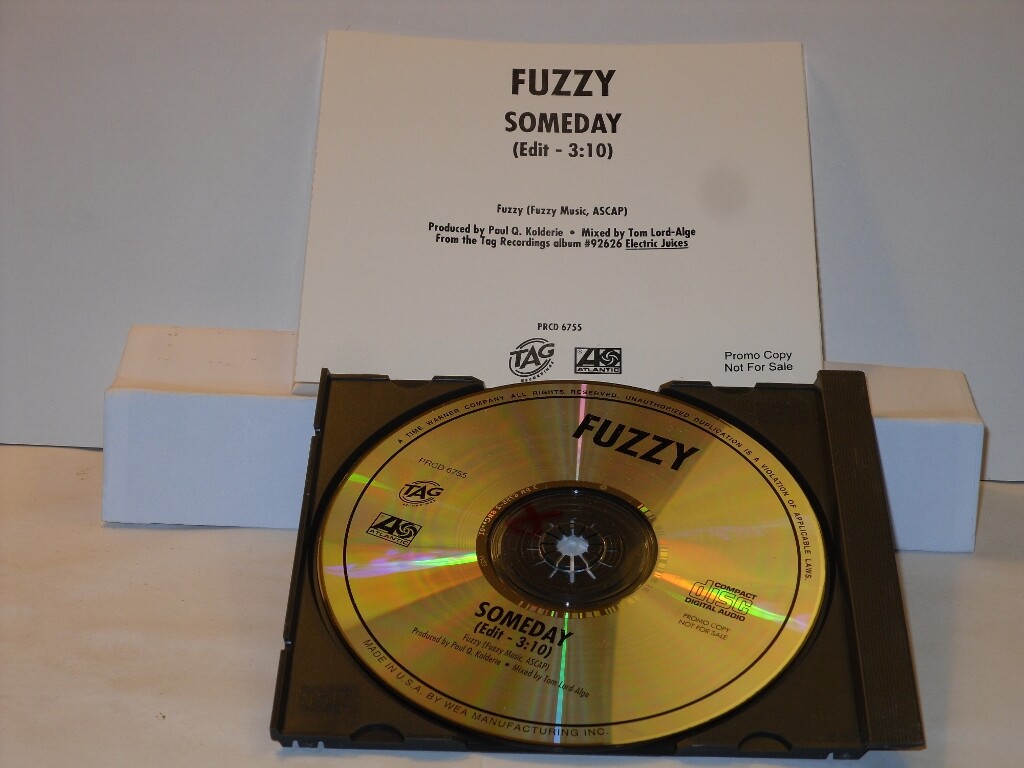 FUZZY
SOMEDAY
(Edit - 3:10)
Fuzzy (Fuzzy Music, ASCAP)
Produced by Paul Q. Kolderie • Mixed by Tom Lord-Alge
From the Tag Recordings album #92626 Electric Juices
PRCD 6755
TAG
RECORDINGS
ATLANTIC
Promo Copy
Not For Sale
A TIME WARNER COMPANY ALL RIGHTS RESERVED. UNAUTHORIZED DUPLICATION IS A VIOLATION OF APPLICABLE LAWS.
FUZZY
PRCD 6755
TAG
RECORDINGS
ATLANTIC
COMPACT
disc
DIGITAL AUDIO
PROMO COPY
NOT FOR SALE
SOMEDAY
(Edit - 3:10)
Fuzzy (Fuzzy Music, ASCAP)
Produced by Paul Q. Kolderie • Mixed by Tom Lord-Alge
MADE IN U.S.A. BY WEA MANUFACTURING INC.